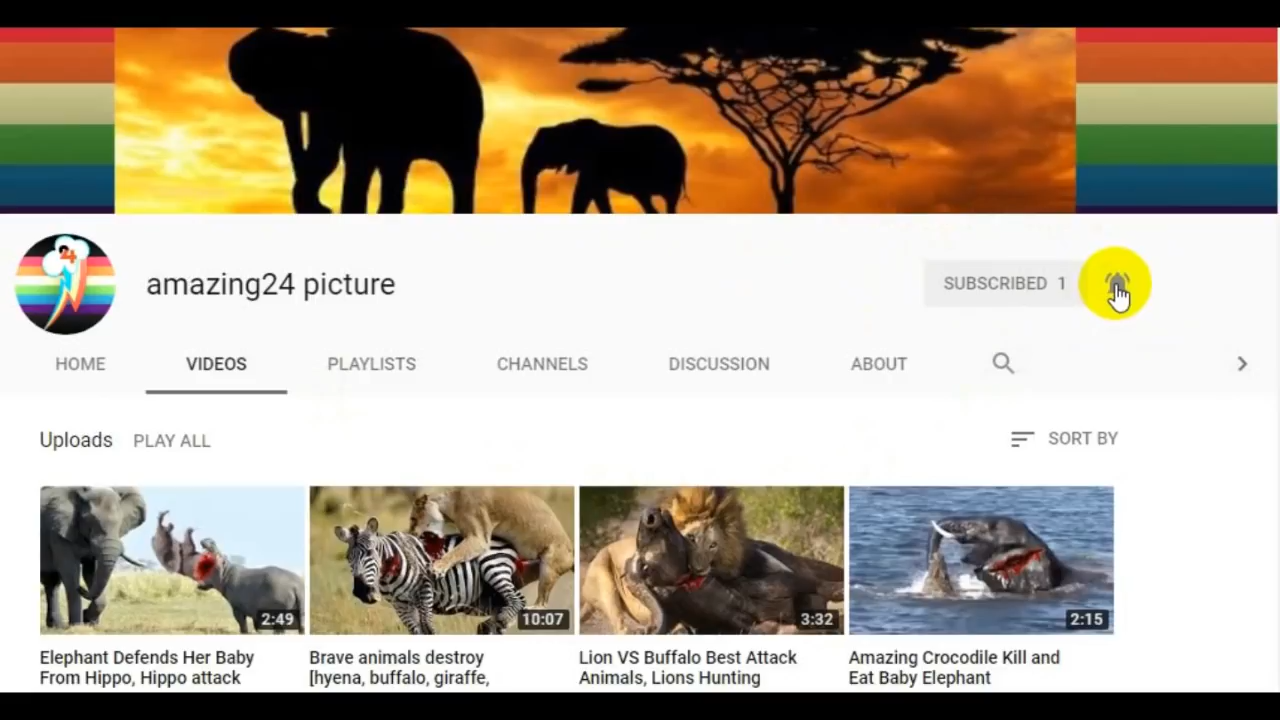 4
amazing24 picture
SUBSCRIBED 1
HOME VIDEOS PLAYLISTS CHANNELS DISCUSSION ABOUT
Uploads PLAY ALL
SORT BY
2:49 10:07 3:32 2:15
Elephant Defends Her Baby
From Hippo, Hippo attack
Brave animals destroy
[hyena, buffalo, giraffe,
Lion VS Buffalo Best Attack
Animals, Lions Hunting
Amazing Crocodile Kill and
Eat Baby Elephant